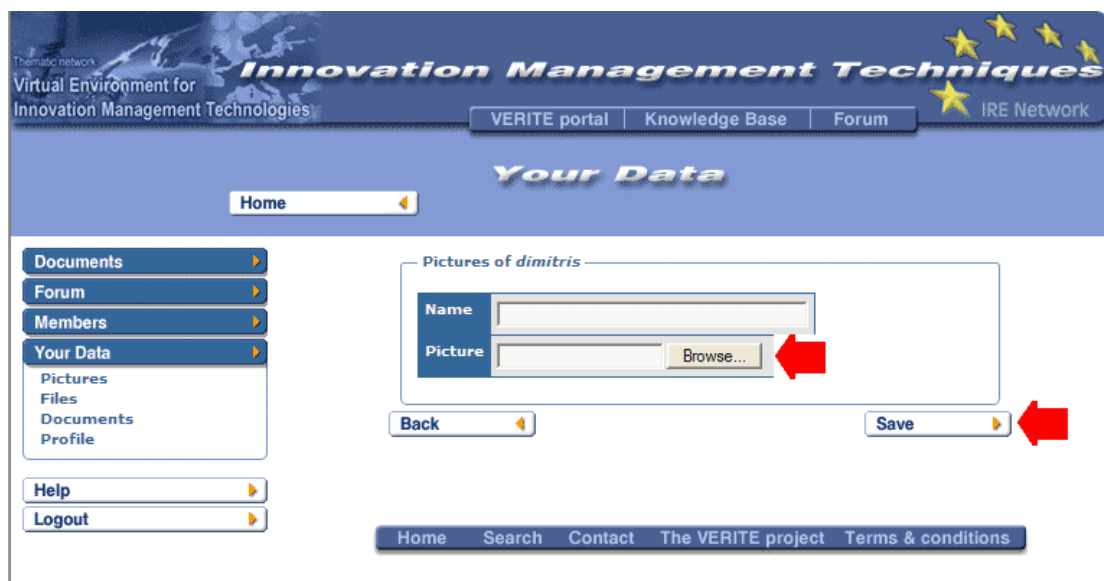 Thematic network
Virtual Environment for
Innovation Management Technologies
Innovation Management Techniques
IRE Network
VERITE portal | Knowledge Base | Forum
Your Data
Home
Documents
Forum
Members
Your Data
Pictures
Files
Documents
Profile
Help
Logout
Pictures of dimitris
Name
Picture
Browse...
Back
Save
Home Search Contact The VERITE project Terms & conditions